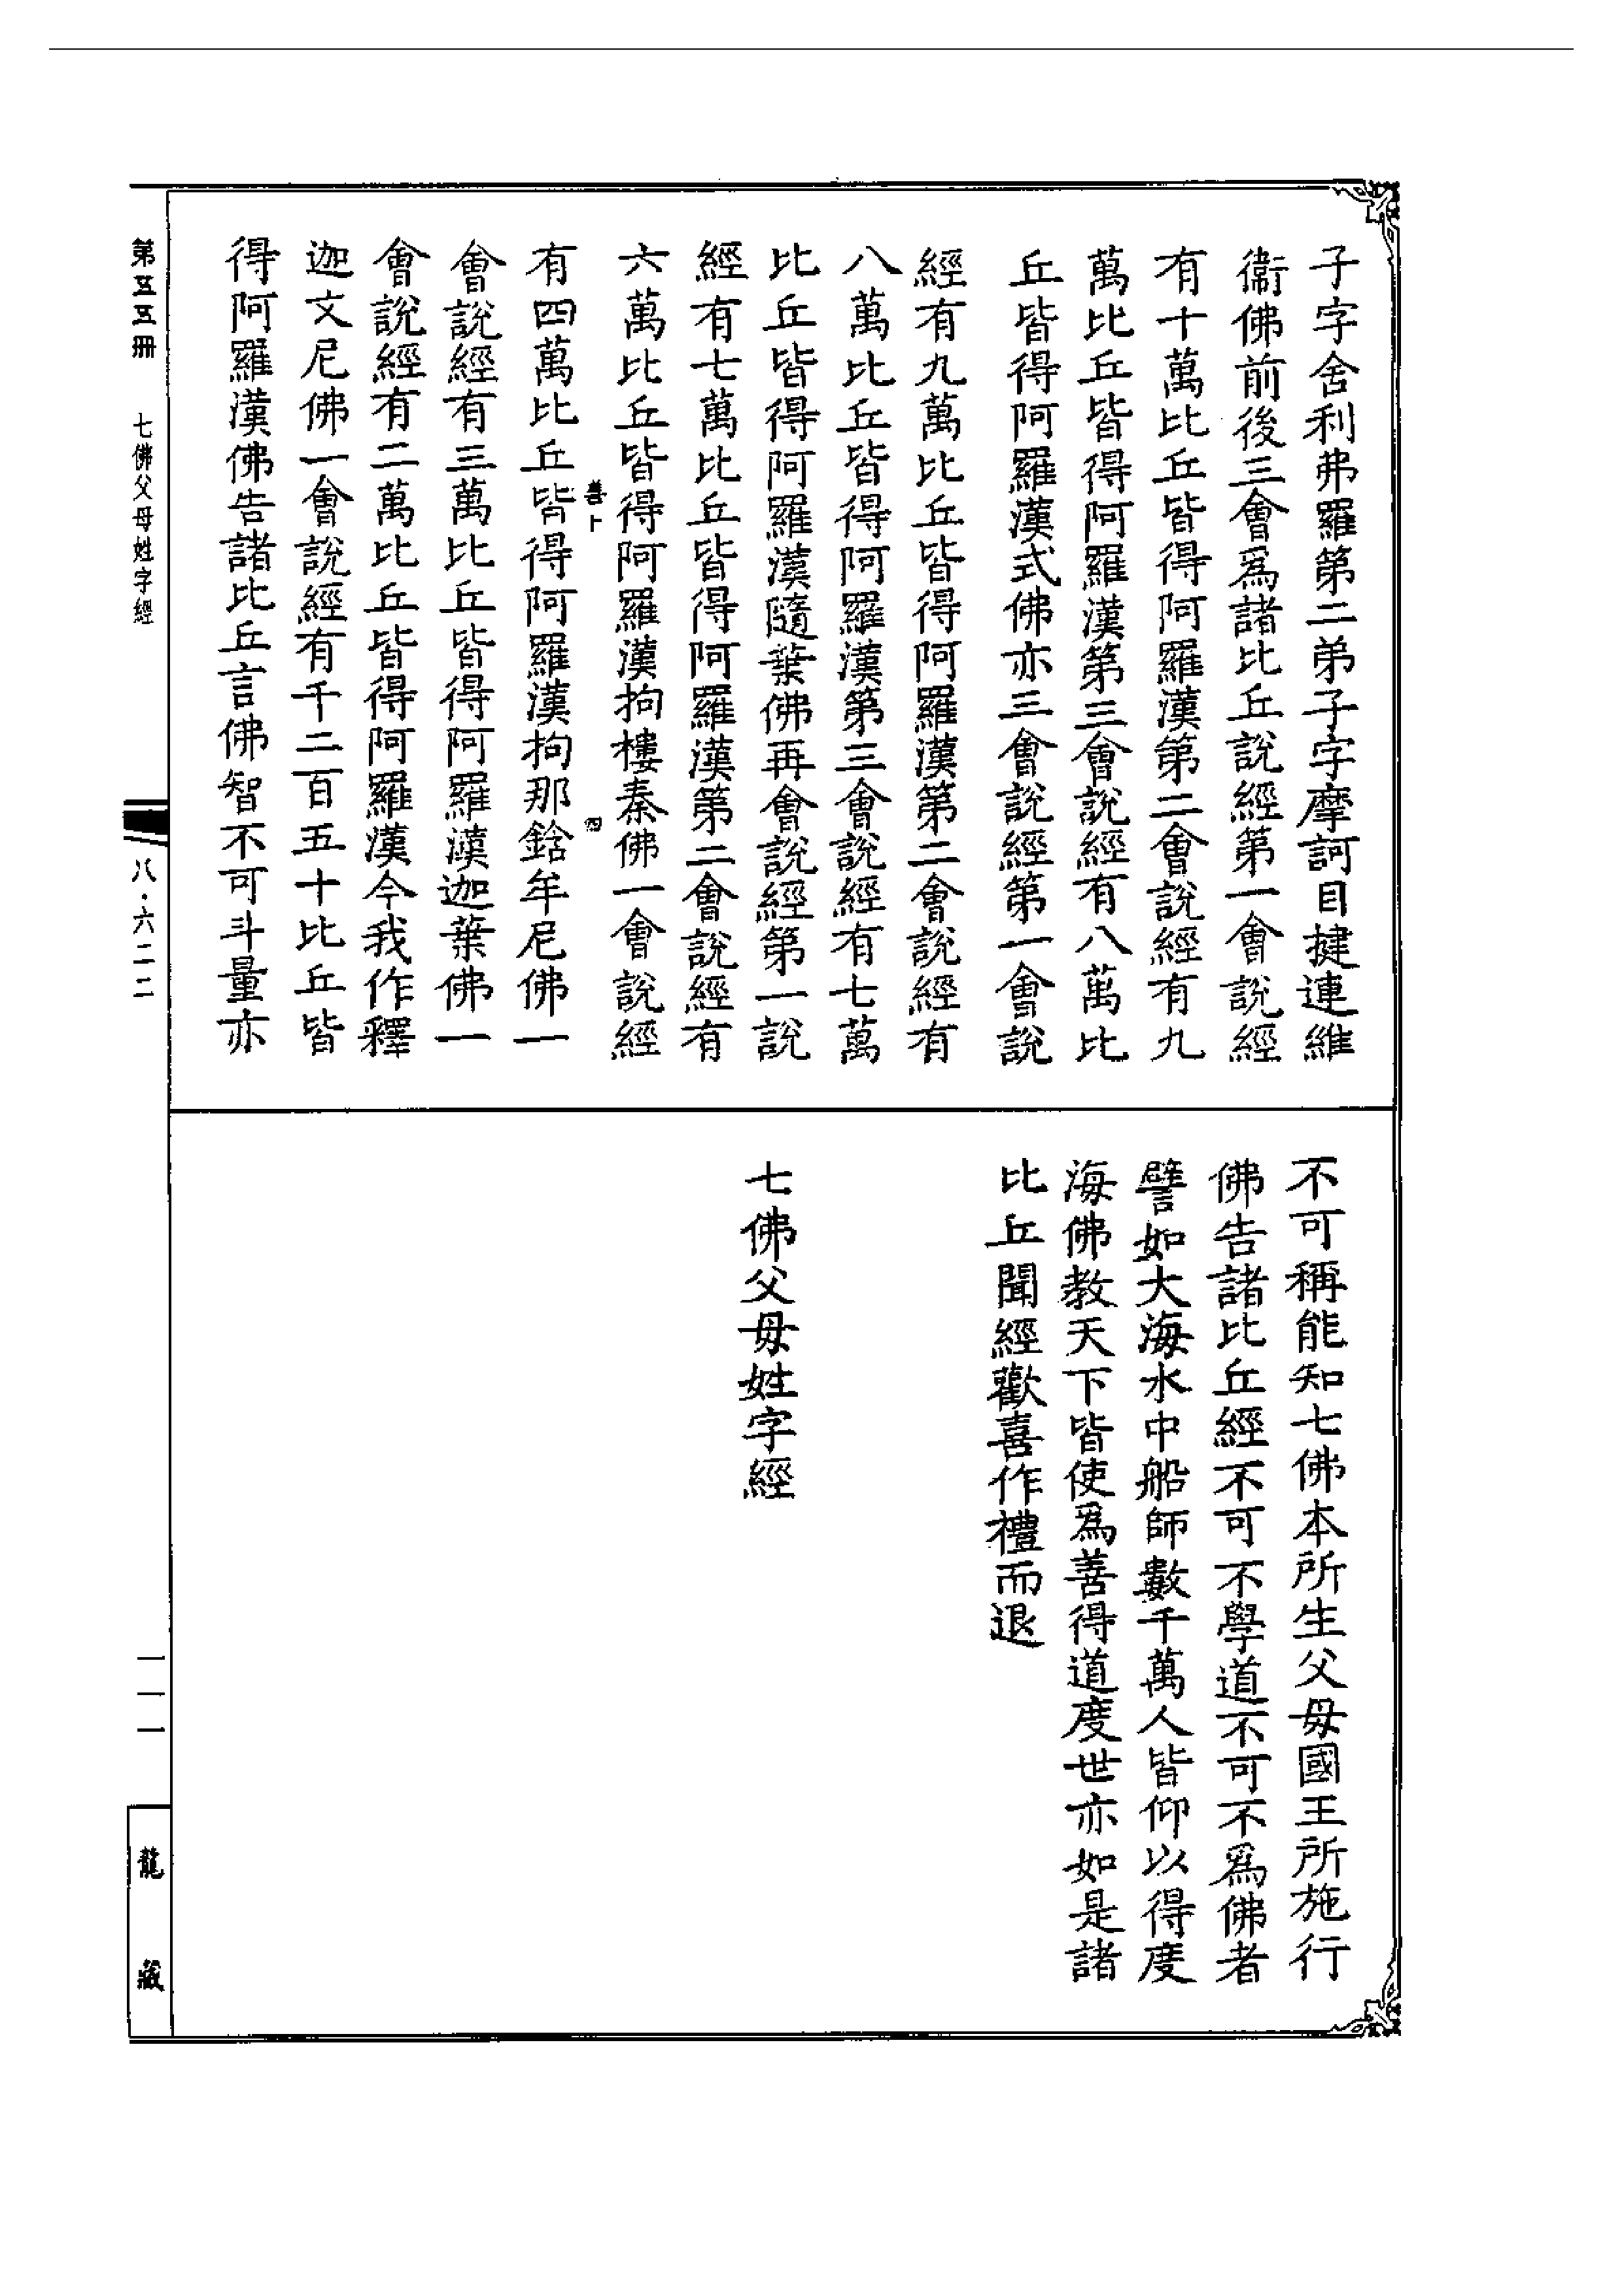 子字舍利弗羅第二弟子字摩訶目揵連維
衞佛前後三會為諸比丘說經第一會說經
有十萬比丘皆得阿羅漢第二會說經有九
萬比丘皆得阿羅漢第三會說經有八萬比
丘皆得阿羅漢式佛亦三會說經第一會說
經有九萬比丘皆得阿羅漢第二會說經有
八萬比丘皆得阿羅漢第三會說經有七萬
比丘皆得阿羅漢隨葉佛再會說經第一說
經有七萬比丘皆得阿羅漢第二會說經有
六萬比丘皆得阿羅漢拘樓秦佛一會說經
善卜 四
有四萬比丘皆得阿羅漢拘那鋡牟尼佛一
會說經有三萬比丘皆得阿羅漢迦葉佛一
會說經有二萬比丘皆得阿羅漢今我作釋
迦文尼佛一會說經有千二百五十比丘皆
得阿羅漢佛告諸比丘言佛智不可斗量亦
不可稱能知七佛本所生父母國王所施行
佛告諸比丘經不可不學道不可不為佛者
譬如大海水中船師數千萬人皆仰以得度
海佛教天下皆使為善得道度世亦如是諸
比丘聞經歡喜作禮而退
七佛父母姓字經
第五五冊 七佛父母姓字經
八·六二二
一一一
龍藏